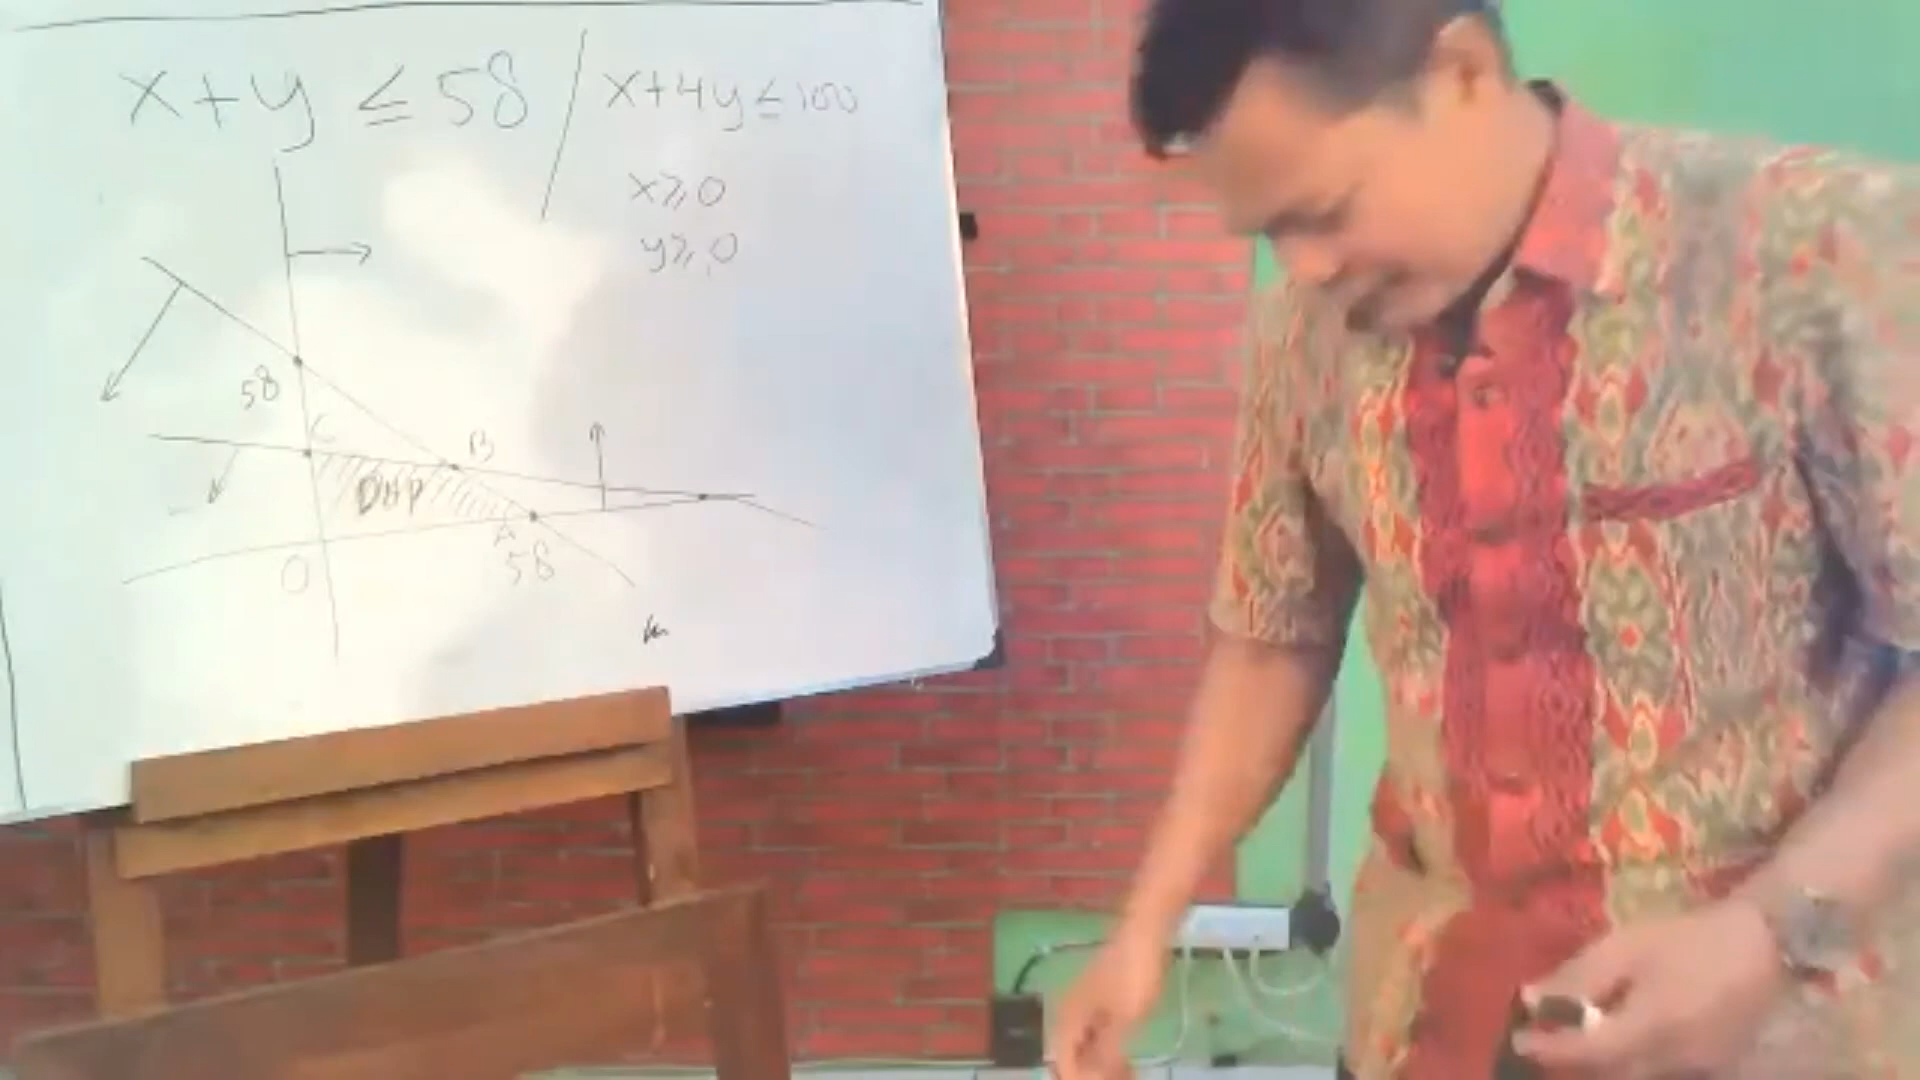 x+y ≤ 58 / x+4y ≤ 100
x ≥ 0
y ≥ 0
58
C
B
DHP
A
O
58